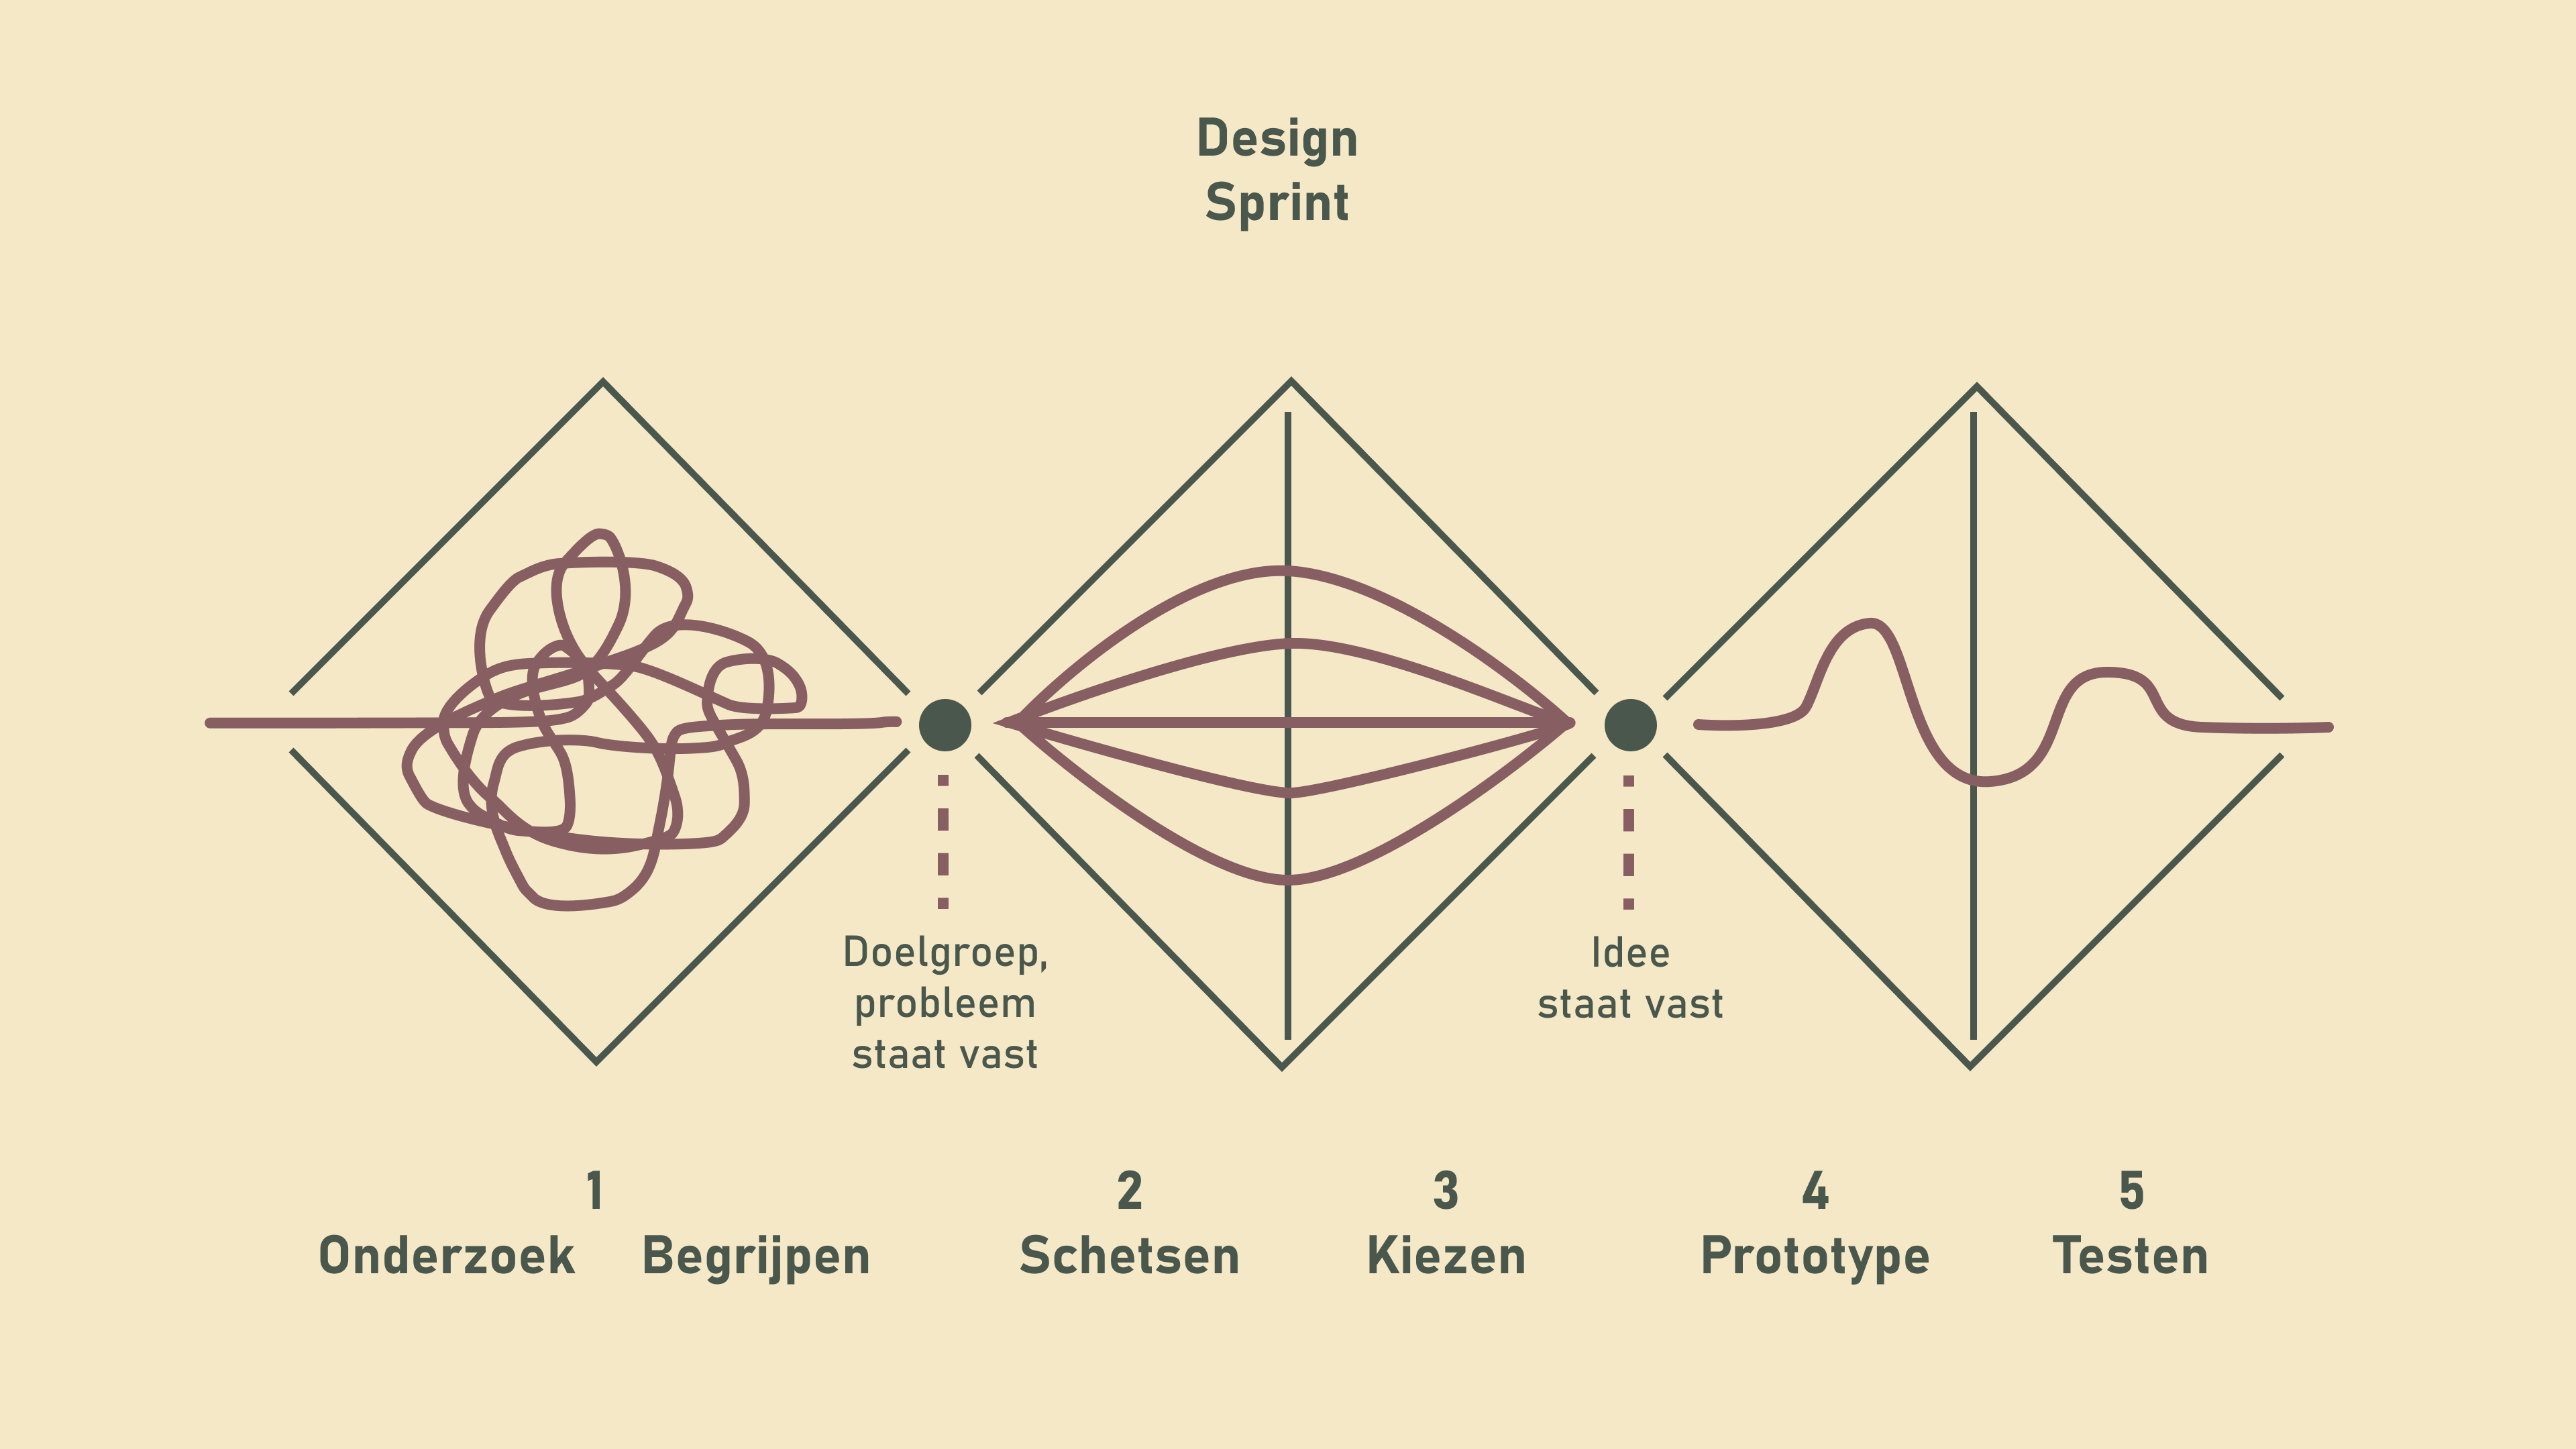 Design
Sprint
Doelgroep,
probleem
staat vast
Idee
staat vast
1
Onderzoek Begrijpen
2
Schetsen
3
Kiezen
4
Prototype
5
Testen